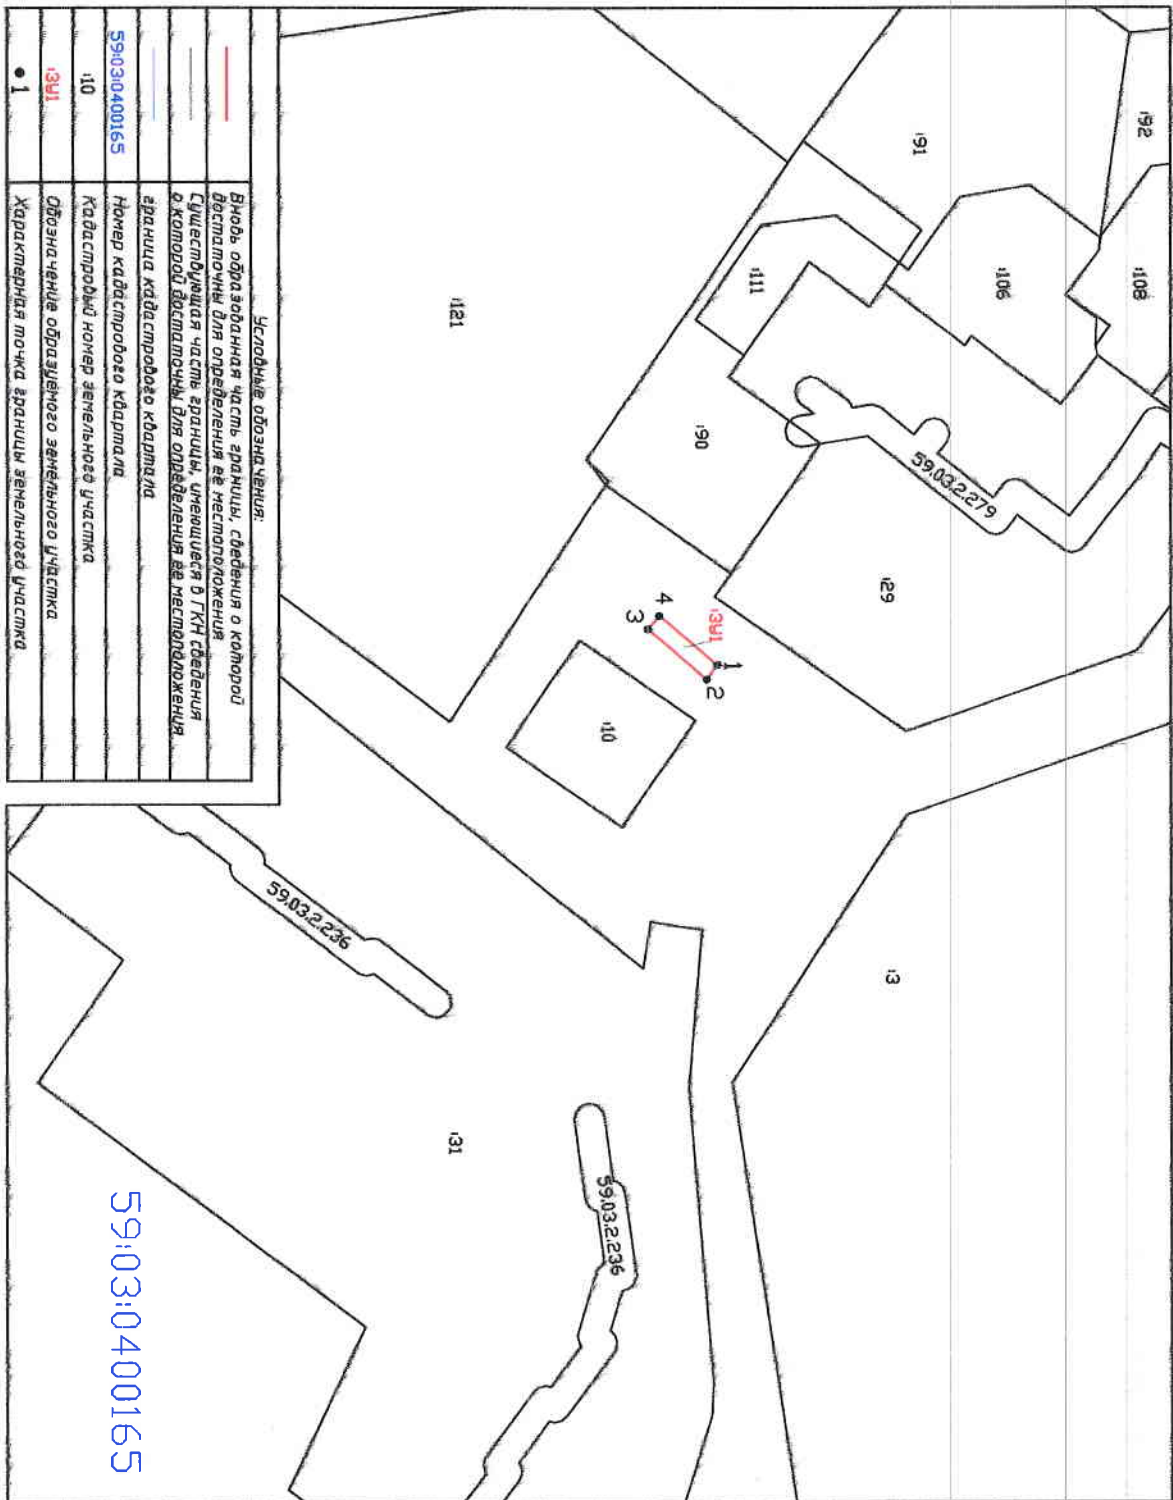 :92
:91
:108
:106
:111
:121
:90
59.03.2.279
:29
:ЗУ1
1
2
3
4
:10
:3
59.03.2.236
:31
59.03.2.236
59:03:0400165
Условные обозначения:
Вновь образованная часть границы, сведения о которой
достаточны для определения ее местоположения
Существующая часть границы, имеющиеся в ГКН сведения
о которой достаточны для определения ее местоположения
граница кадастрового квартала
59:03:0400165 Номер кадастрового квартала
:10 Кадастровый номер земельного участка
:ЗУ1 Обозначение образуемого земельного участка
1 Характерная точка границы земельного участка